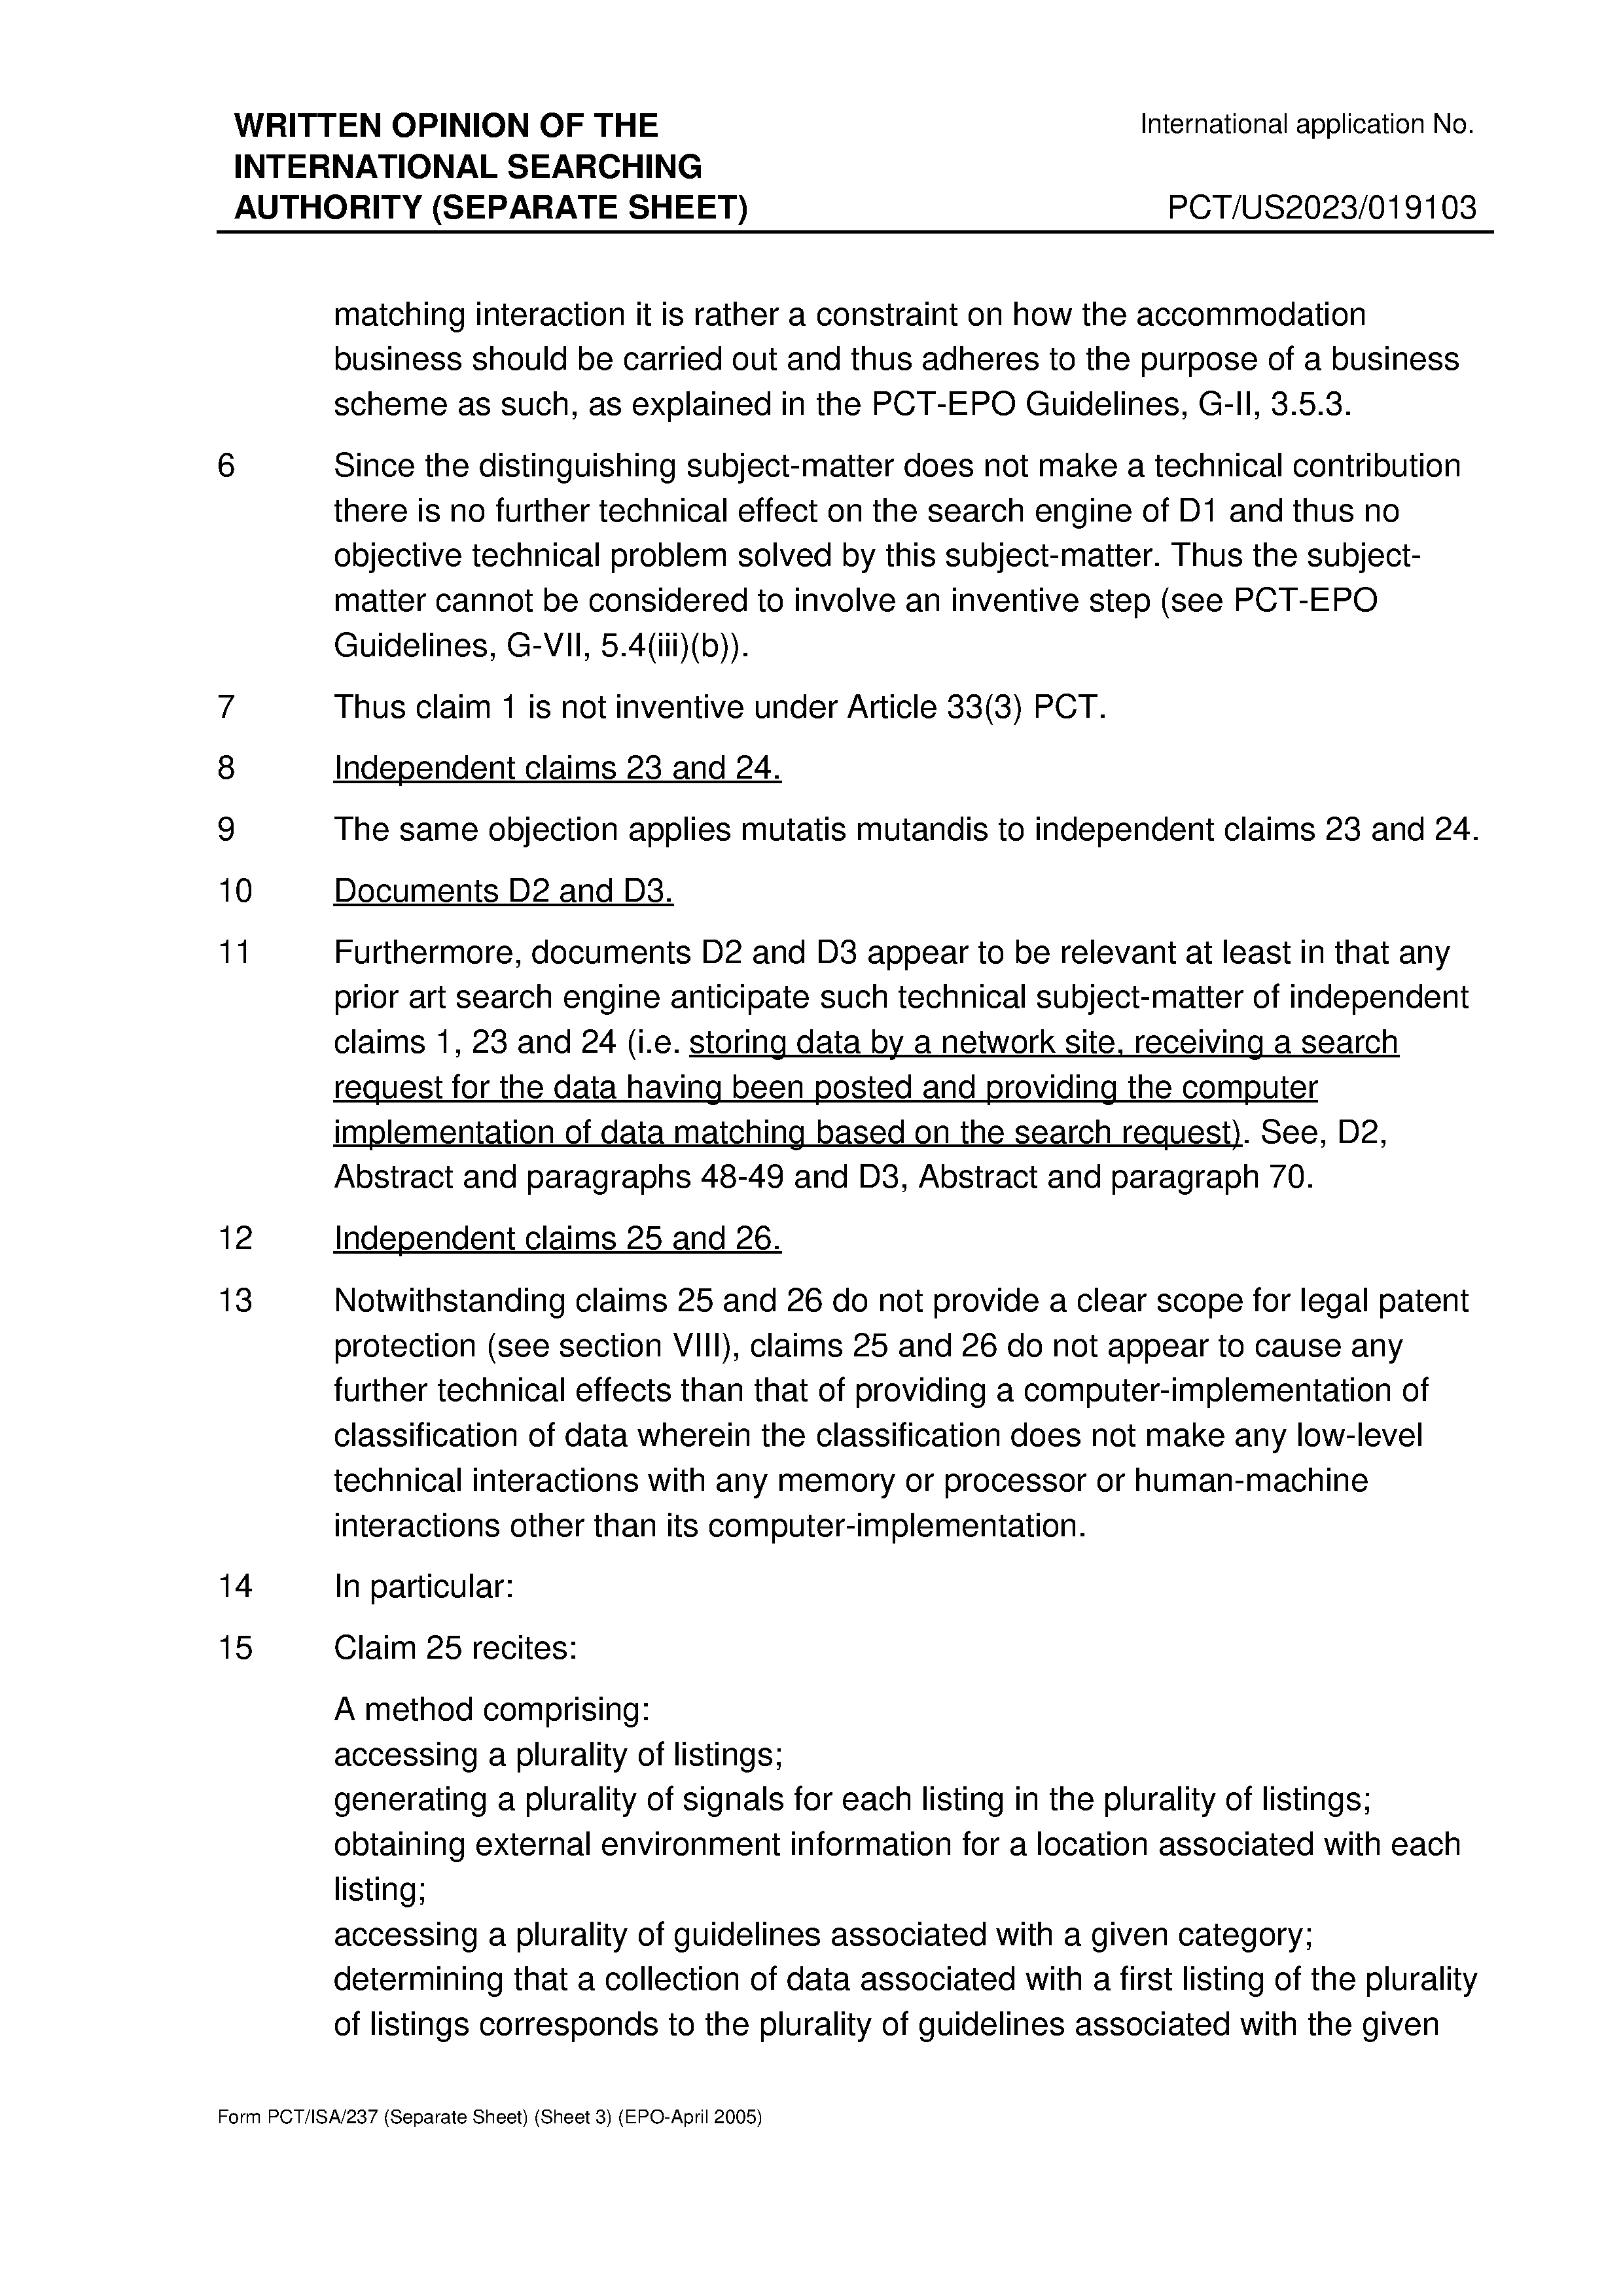 WRITTEN OPINION OF THE
INTERNATIONAL SEARCHING
AUTHORITY (SEPARATE SHEET)
International application No.
PCT/US2023/019103
matching interaction it is rather a constraint on how the accommodation
business should be carried out and thus adheres to the purpose of a business
scheme as such, as explained in the PCT-EPO Guidelines, G-II, 3.5.3.
6 Since the distinguishing subject-matter does not make a technical contribution
there is no further technical effect on the search engine of D1 and thus no
objective technical problem solved by this subject-matter. Thus the subject-
matter cannot be considered to involve an inventive step (see PCT-EPO
Guidelines, G-VII, 5.4(iii)(b)).
7 Thus claim 1 is not inventive under Article 33(3) PCT.
8 Independent claims 23 and 24.
9 The same objection applies mutatis mutandis to independent claims 23 and 24.
10 Documents D2 and D3.
11 Furthermore, documents D2 and D3 appear to be relevant at least in that any
prior art search engine anticipate such technical subject-matter of independent
claims 1, 23 and 24 (i.e. storing data by a network site, receiving a search
request for the data having been posted and providing the computer
implementation of data matching based on the search request). See, D2,
Abstract and paragraphs 48-49 and D3, Abstract and paragraph 70.
12 Independent claims 25 and 26.
13 Notwithstanding claims 25 and 26 do not provide a clear scope for legal patent
protection (see section VIII), claims 25 and 26 do not appear to cause any
further technical effects than that of providing a computer-implementation of
classification of data wherein the classification does not make any low-level
technical interactions with any memory or processor or human-machine
interactions other than its computer-implementation.
14 In particular:
15 Claim 25 recites:
A method comprising:
accessing a plurality of listings;
generating a plurality of signals for each listing in the plurality of listings;
obtaining external environment information for a location associated with each
listing;
accessing a plurality of guidelines associated with a given category;
determining that a collection of data associated with a first listing of the plurality
of listings corresponds to the plurality of guidelines associated with the given
Form PCT/ISA/237 (Separate Sheet) (Sheet 3) (EPO-April 2005)